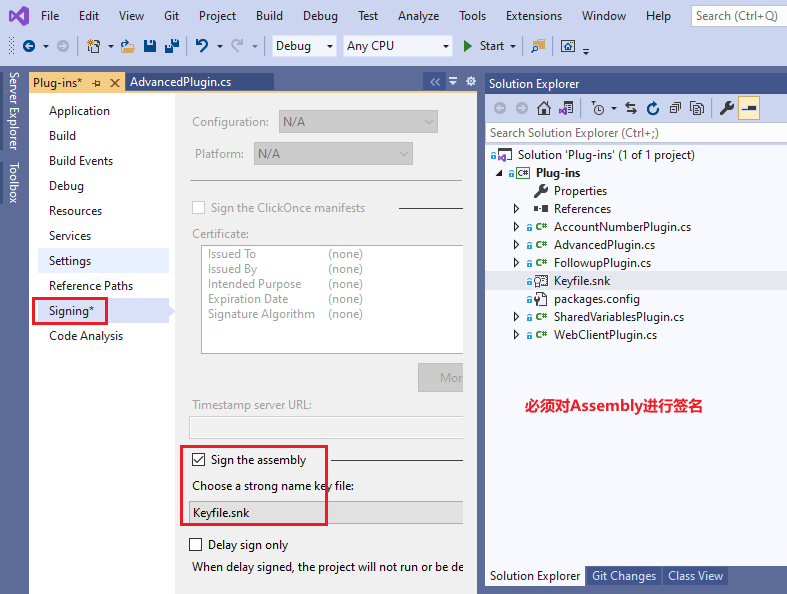 File Edit View Git Project Build Debug Test Analyze Tools Extensions Window Help Search (Ctrl+Q)
Debug Any CPU Start
Server Explorer
Toolbox
Plug-ins* AdvancedPlugin.cs
Application
Build
Build Events
Debug
Resources
Services
Settings
Reference Paths
Signing*
Code Analysis
Configuration: N/A
Platform: N/A
Sign the ClickOnce manifests
Certificate:
Issued To (none)
Issued By (none)
Intended Purpose (none)
Expiration Date (none)
Signature Algorithm (none)
Mor
Timestamp server URL:
Sign the assembly
Choose a strong name key file:
Keyfile.snk
Delay sign only
When delay signed, the project will not run or be de
Solution Explorer
Search Solution Explorer (Ctrl+;)
Solution 'Plug-ins' (1 of 1 project)
C# Plug-ins
Properties
References
C# AccountNumberPlugin.cs
C# AdvancedPlugin.cs
C# FollowupPlugin.cs
Keyfile.snk
packages.config
C# SharedVariablesPlugin.cs
C# WebClientPlugin.cs
必须对Assembly进行签名
Solution Explorer Git Changes Class View